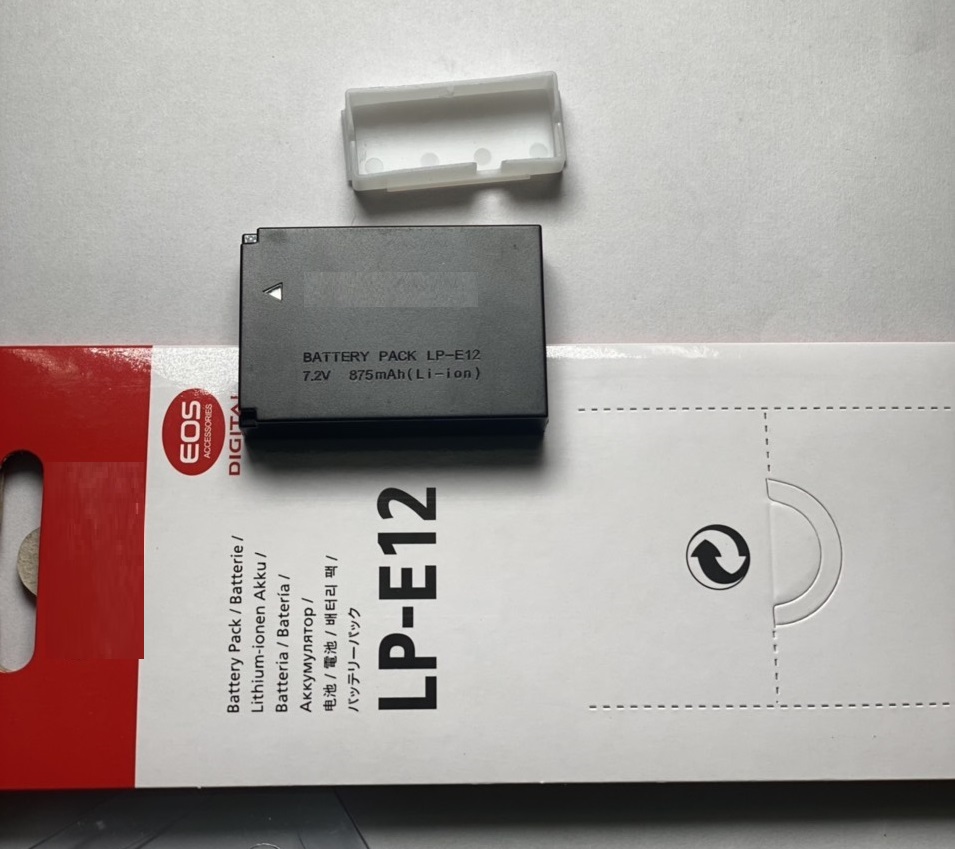 BATTERY PACK LP-E12
7.2V 875mAh(Li-ion)
EOS
ACCESSORIES
Battery Pack / Batterie /
Lithium-ionen Akku /
Batteria / Batería /
Аккумулятор /
电池 / 電池 / 배터리 팩 /
バッテリーパック
LP-E12